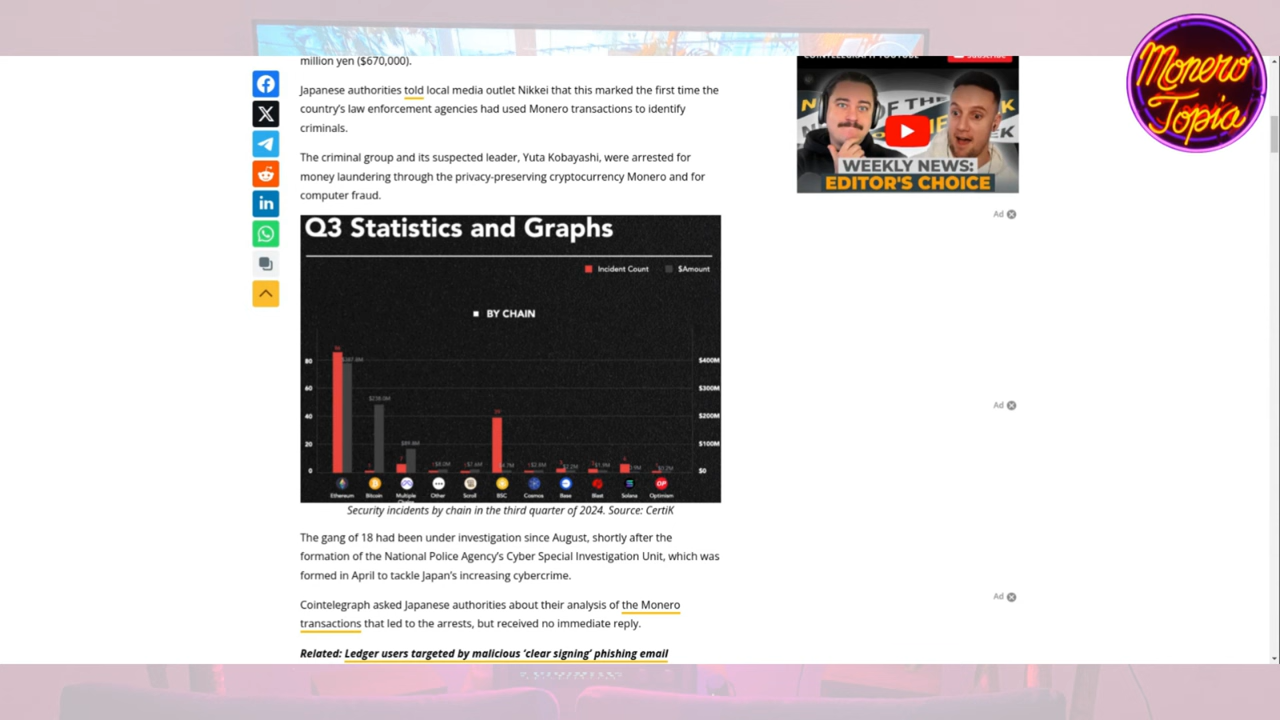 million yen ($670,000).
Japanese authorities told local media outlet Nikkei that this marked the first time the
country's law enforcement agencies had used Monero transactions to identify
criminals.
The criminal group and its suspected leader, Yuta Kobayashi, were arrested for
money laundering through the privacy-preserving cryptocurrency Monero and for
computer fraud.
Q3 Statistics and Graphs
Incident Count
$Amount
BY CHAIN
80
60
40
20
0
$400M
$300M
$200M
$100M
$0
Ethereum
Bitcoin
Multiple
Other
Scroll
BSC
Cosmos
Base
Blast
Solana
Optimism
Security incidents by chain in the third quarter of 2024. Source: CertiK
The gang of 18 had been under investigation since August, shortly after the
formation of the National Police Agency's Cyber Special Investigation Unit, which was
formed in April to tackle Japan's increasing cybercrime.
Cointelegraph asked Japanese authorities about their analysis of the Monero
transactions that led to the arrests, but received no immediate reply.
Related: Ledger users targeted by malicious 'clear signing' phishing email
WEEKLY NEWS:
EDITOR'S CHOICE
Ad
Ad
Ad
Monero
Topia